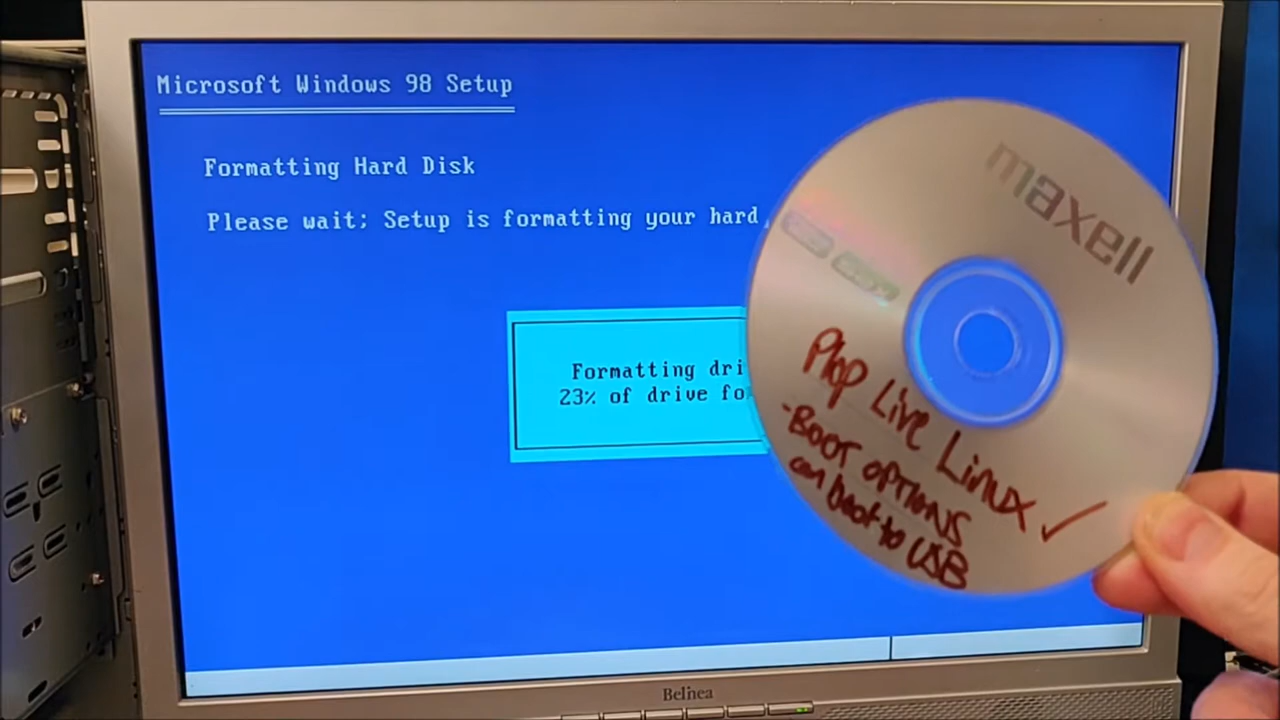 Microsoft Windows 98 Setup
Formatting Hard Disk
Please wait; Setup is formatting your hard
Formatting dri
23% of drive fo
maxell
Plop Live Linux ✓
-Boot options
can boot to USB
Belinea